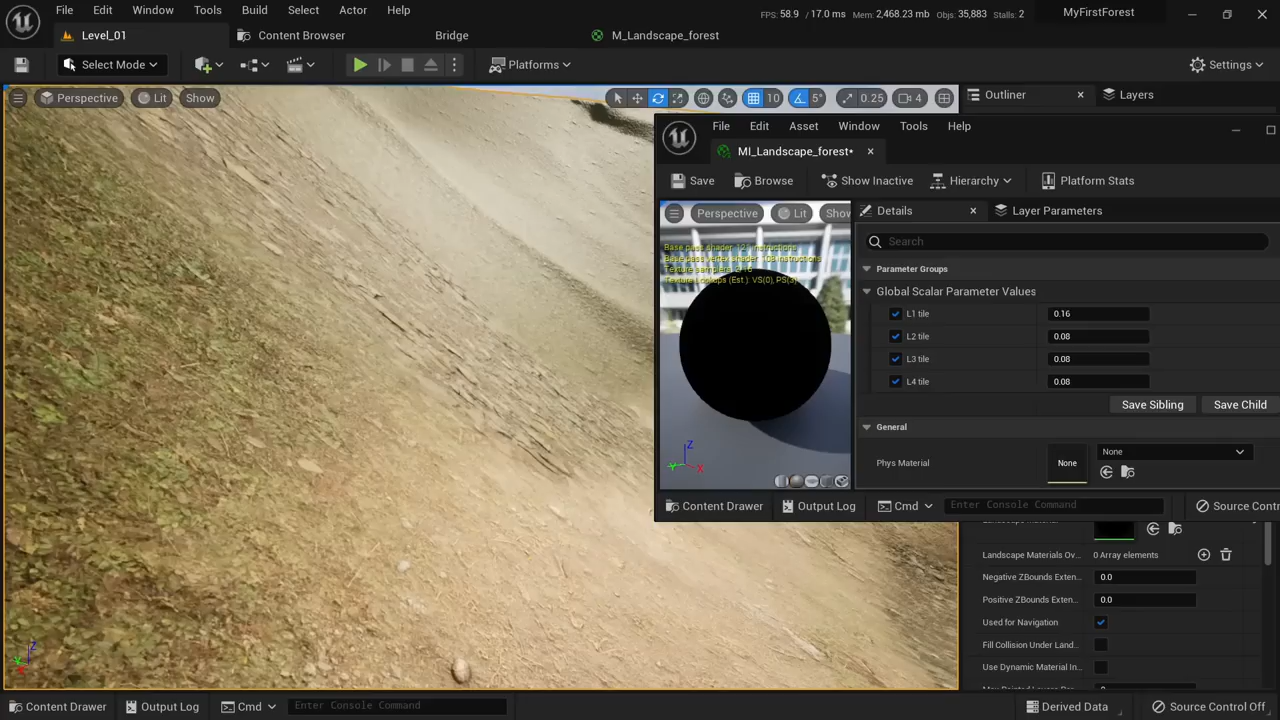 File Edit Window Tools Build Select Actor Help
FPS: 58.9 / 17.0 ms Mem: 2,468.23 mb Objs: 35,883 Stalls: 2
MyFirstForest
Level_01
Content Browser
Bridge
M_Landscape_forest
Select Mode
Platforms
Settings
Perspective Lit Show
10 5° 0.25 4
Outliner
Layers
File Edit Asset Window Tools Help
MI_Landscape_forest*
Save Browse Show Inactive Hierarchy Platform Stats
Perspective Lit Show
Details
Layer Parameters
Search
Base pass shader: 121 instructions
Parameter Groups
Global Scalar Parameter Values
L1 tile 0.16
L2 tile 0.08
L3 tile 0.08
L4 tile 0.08
Save Sibling Save Child
General
Phys Material None None
Z
Y X
Content Drawer Output Log Cmd Enter Console Command Source Contr
Landscape Materials Ov... 0 Array elements
Negative ZBounds Exten... 0.0
Positive ZBounds Exten... 0.0
Used for Navigation
Fill Collision Under Land...
Use Dynamic Material In...
Z
Y X
Content Drawer Output Log Cmd Enter Console Command Derived Data Source Control Off